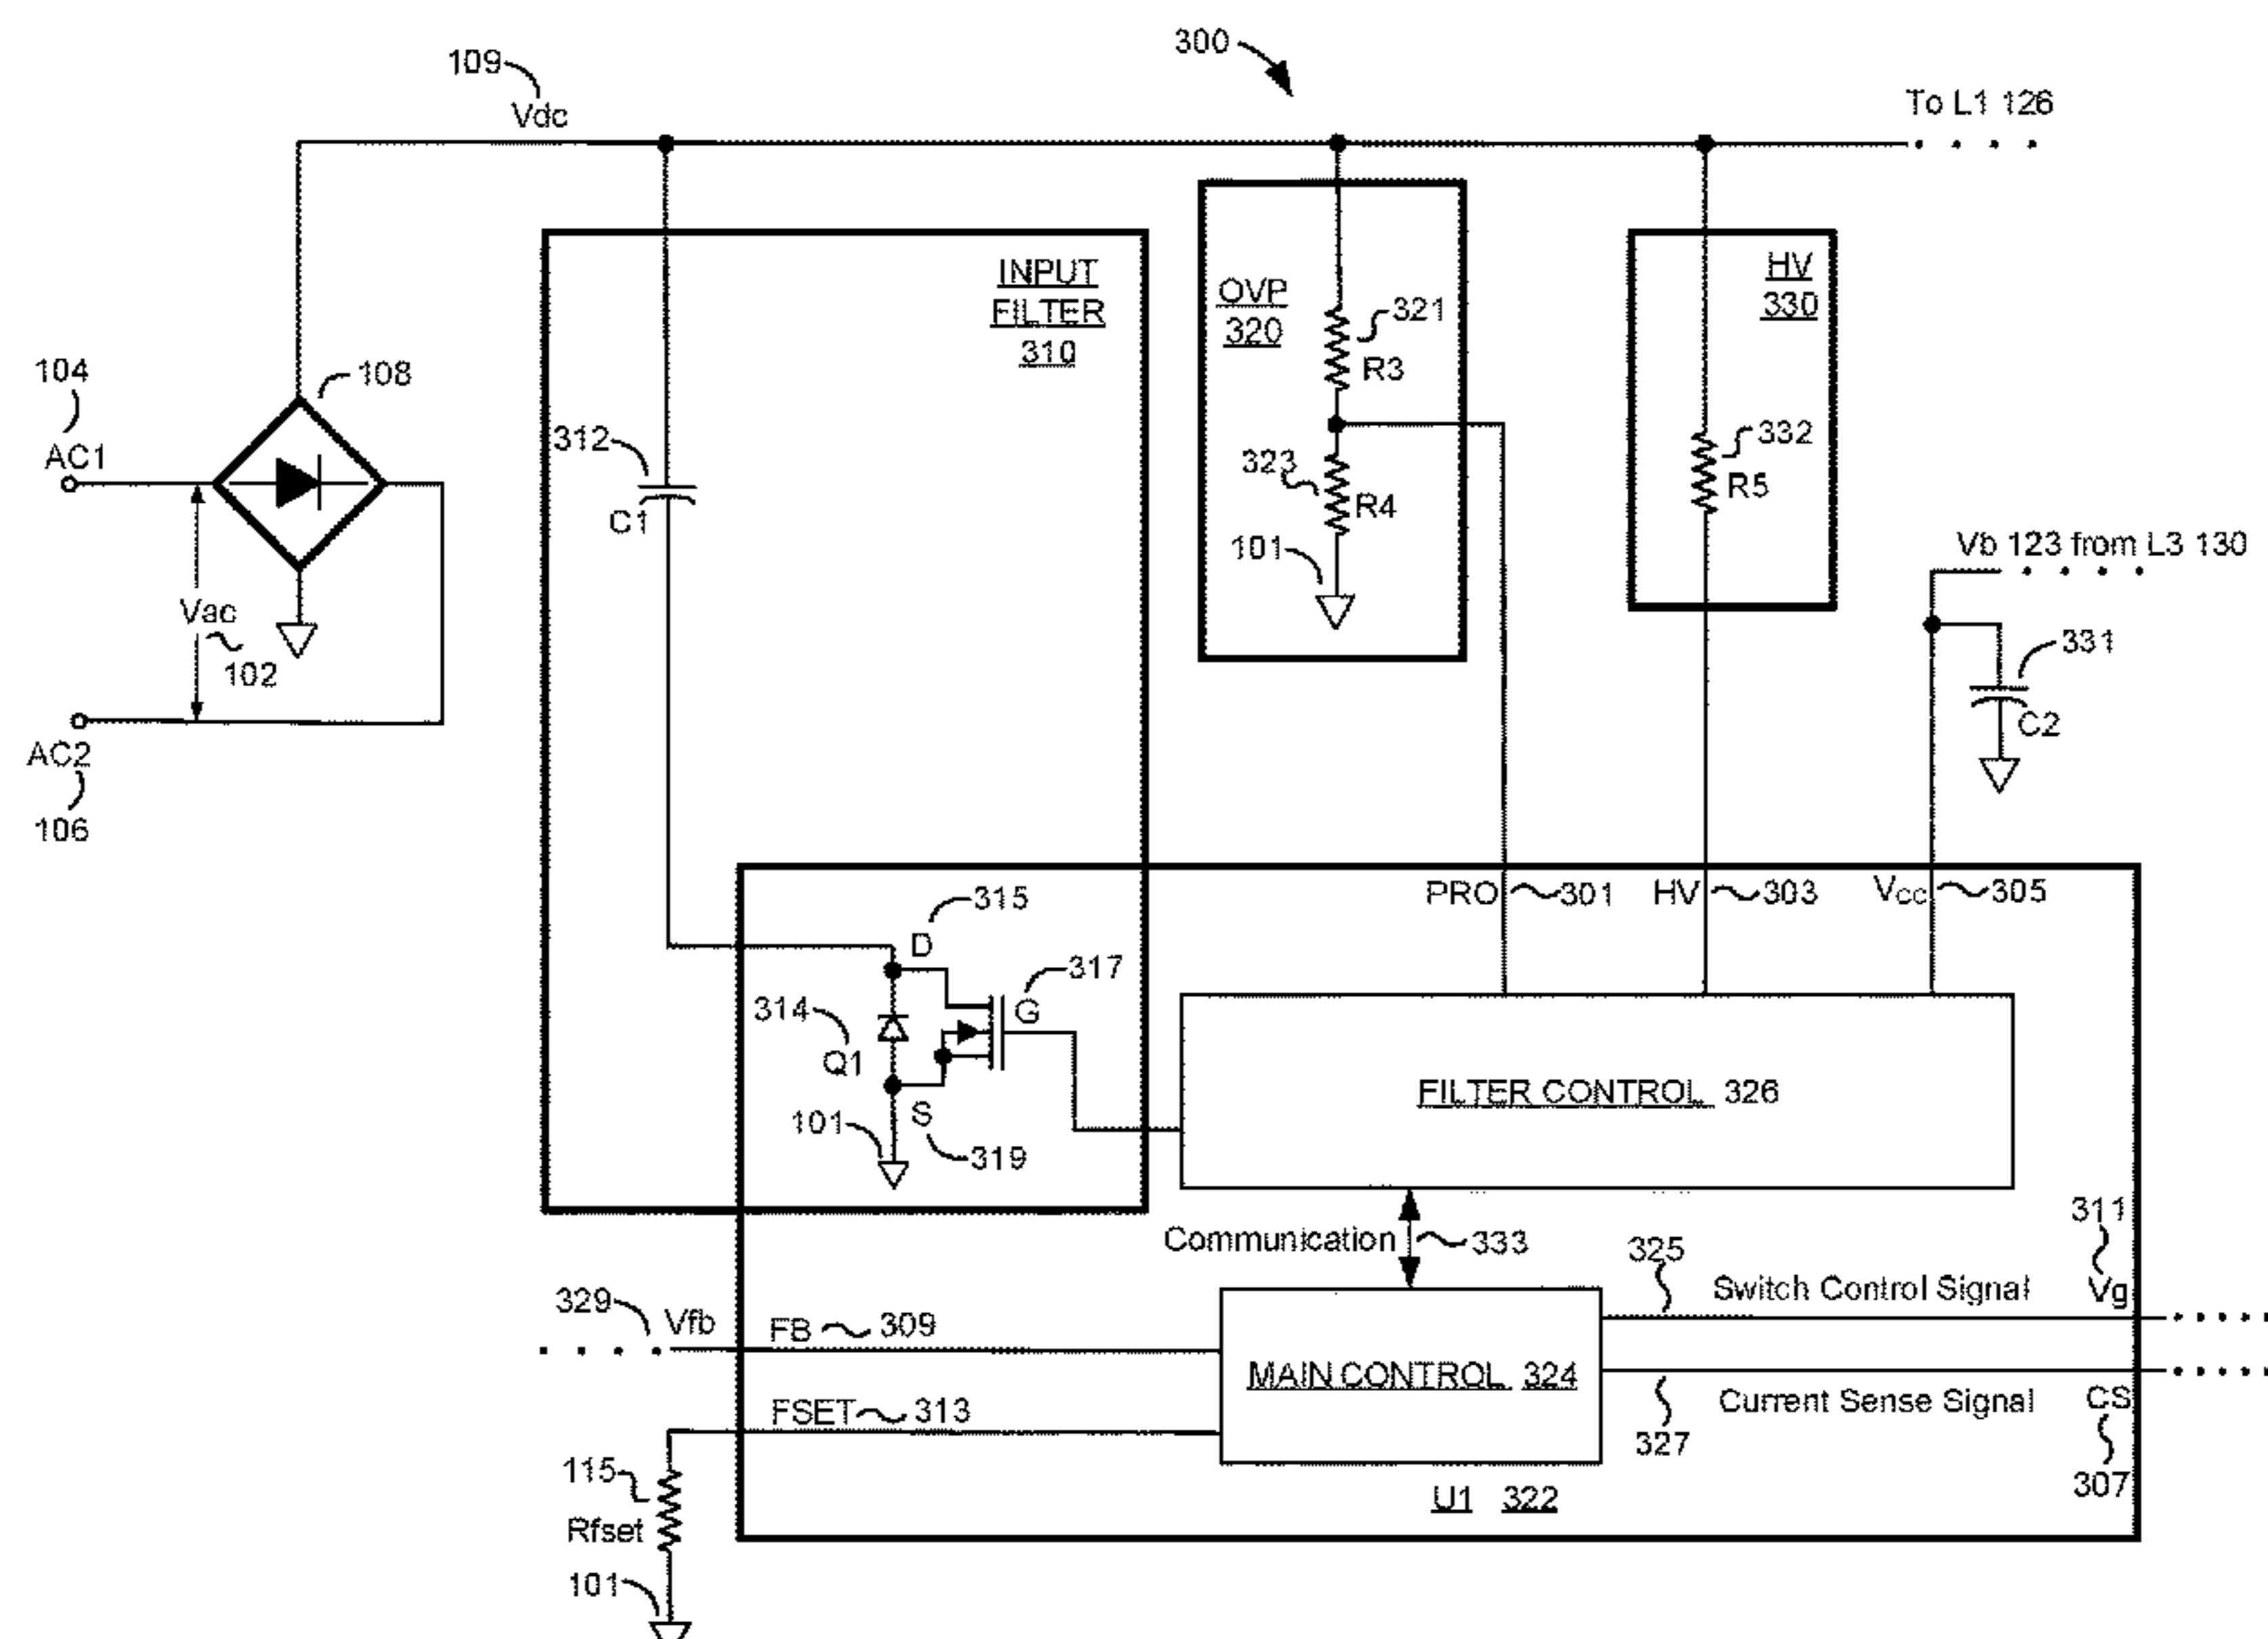 300
109
Vdc
To L1 126
INPUT
FILTER
310
OVP
320
321
R3
323
R4
101
HV
330
332
R5
104
AC1
108
Vac
102
AC2
106
312
C1
Vb 123 from L3 130
331
C2
PRO 301
HV 303
VCC 305
315
D
317
G
314
Q1
S
101
319
FILTER CONTROL 326
Communication 333
311
Vg
325
Switch Control Signal
329
Vfb
FB 309
MAIN CONTROL 324
FSET 313
327
Current Sense Signal
CS
307
115
Rfset
101
U1 322